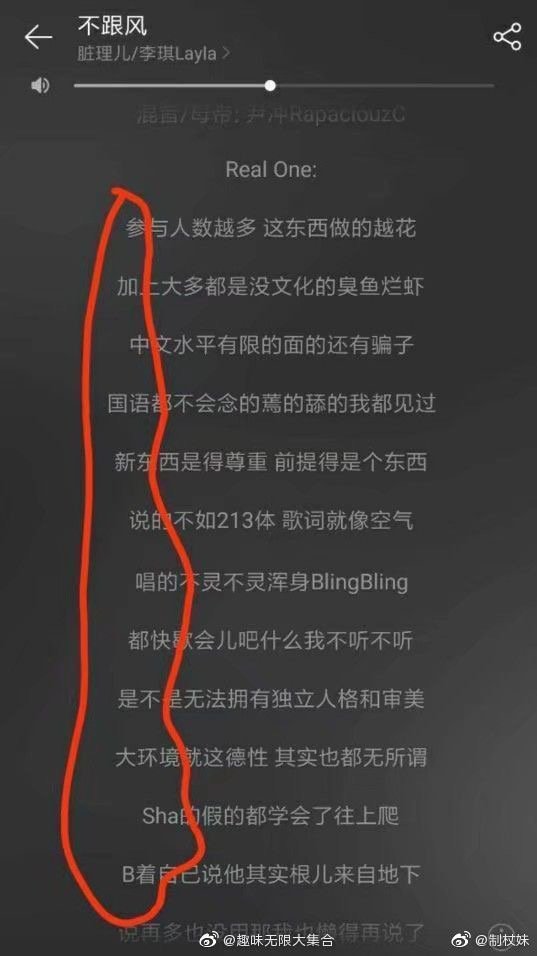 不跟风
脏理儿/李琪Layla
混音/母带: 尹冲RapaciouzC
Real One:
参与人数越多 这东西做的越花
加上大多都是没文化的臭鱼烂虾
中文水平有限的面的还有骗子
国语都不会念的蔫的舔的我都见过
新东西是得尊重 前提得是个东西
说的不如213体 歌词就像空气
唱的不灵不灵浑身BlingBling
都快歇会儿吧什么我不听不听
是不是无法拥有独立人格和审美
大环境就这德性 其实也都无所谓
Sha的假的都学会了往上爬
B着自己说他其实根儿来自地下
说再多也没用那我也懒得再说了
@趣味无限大集合
@制杖妹